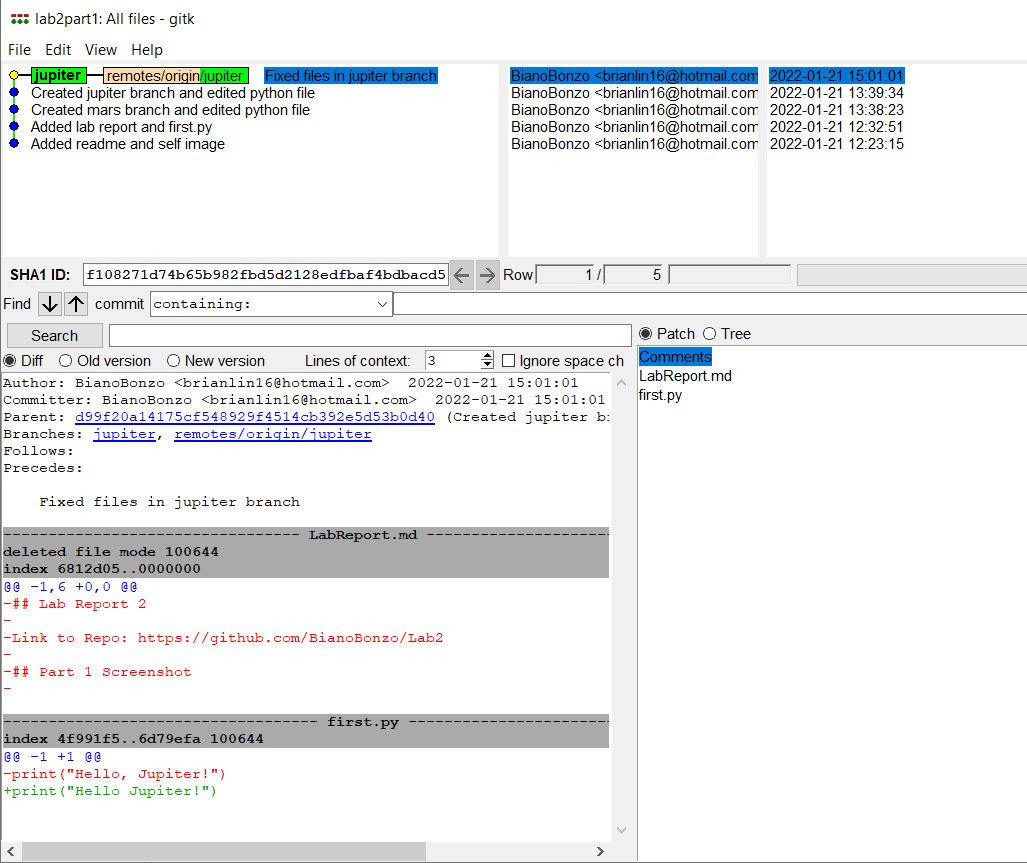 lab2part1: All files - gitk
File Edit View Help
jupiter remotes/origin/jupiter Fixed files in jupiter branch BianoBonzo <brianlin16@hotmail.com 2022-01-21 15:01:01
Created jupiter branch and edited python file BianoBonzo <brianlin16@hotmail.com 2022-01-21 13:39:34
Created mars branch and edited python file BianoBonzo <brianlin16@hotmail.com 2022-01-21 13:38:23
Added lab report and first.py BianoBonzo <brianlin16@hotmail.com 2022-01-21 12:32:51
Added readme and self image BianoBonzo <brianlin16@hotmail.com 2022-01-21 12:23:15
SHA1 ID: f108271d74b65b982fbd5d2128edfbaf4bdbacd5 Row 1 / 5
Find commit containing:
Search
Diff Old version New version Lines of context: 3 Ignore space ch
Author: BianoBonzo <brianlin16@hotmail.com> 2022-01-21 15:01:01
Committer: BianoBonzo <brianlin16@hotmail.com> 2022-01-21 15:01:01
Parent: d99f20a14175cf548929f4514cb392e5d53b0d40 (Created jupiter b
Branches: jupiter, remotes/origin/jupiter
Follows:
Precedes:
Fixed files in jupiter branch
--------------------------------- LabReport.md ---------------------
deleted file mode 100644
index 6812d05..0000000
@@ -1,6 +0,0 @@
-## Lab Report 2
-
-Link to Repo: https://github.com/BianoBonzo/Lab2
-
-## Part 1 Screenshot
-
----------------------------------- first.py -----------------------
index 4f991f5..6d79efa 100644
@@ -1 +1 @@
-print("Hello, Jupiter!")
+print("Hello Jupiter!")
Patch Tree
Comments
LabReport.md
first.py